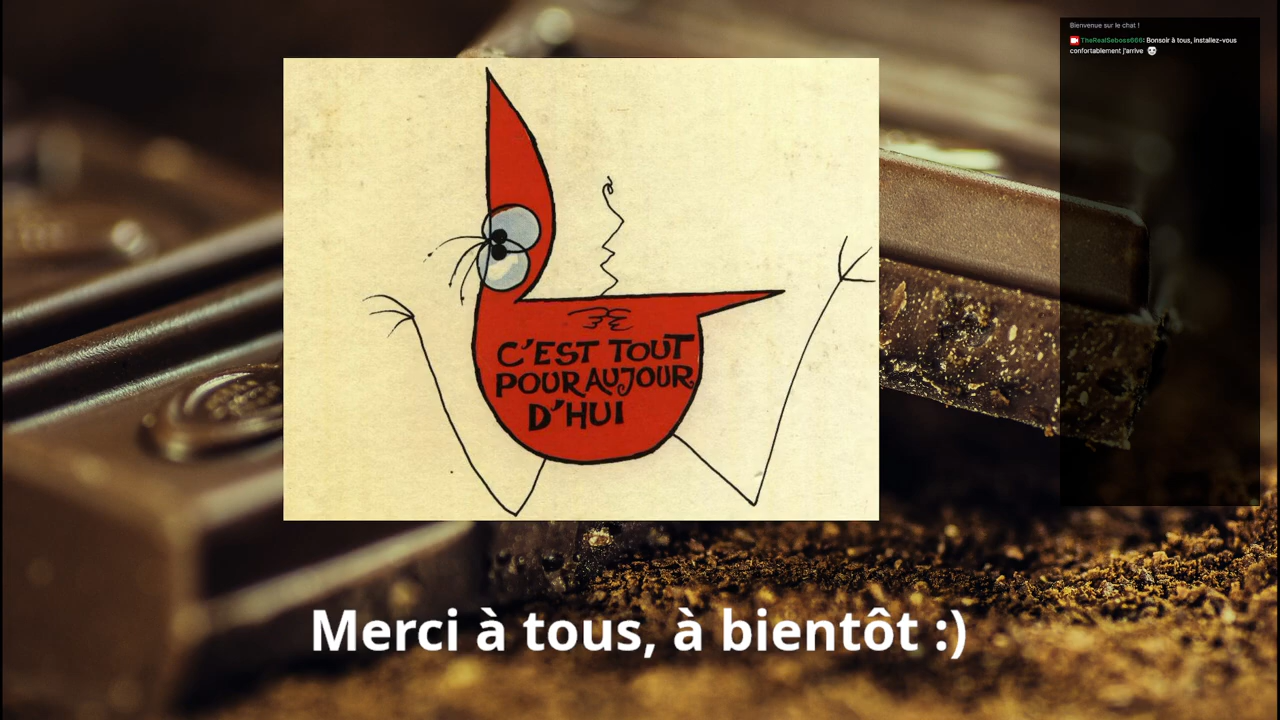 Bienvenue sur le chat !
TheRealSeboss666: Bonsoir à tous, installez-vous
confortablement j'arrive
C'EST TOUT
POUR AUJOUR
D'HUI
Merci à tous, à bientôt :)